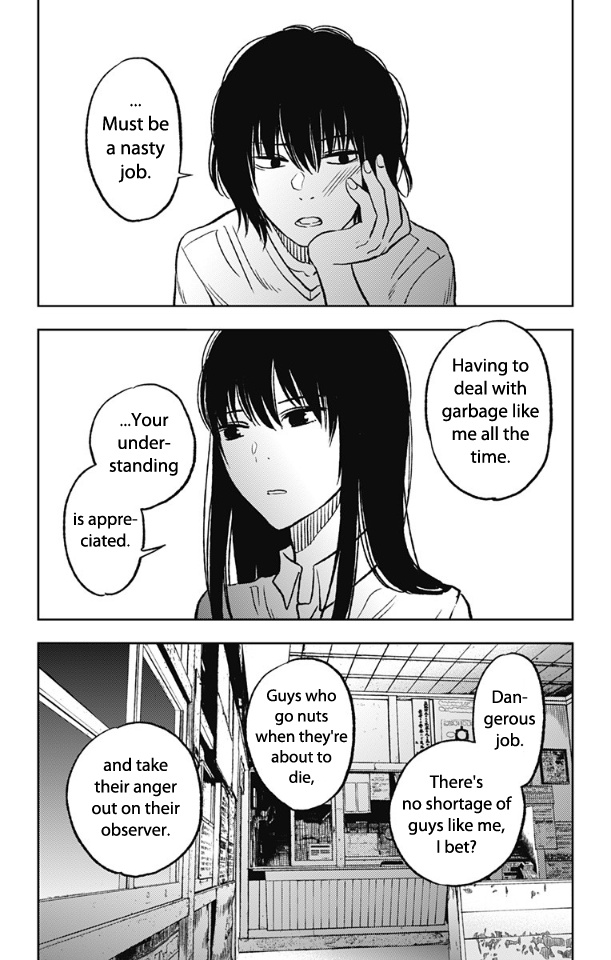 ...
Must be
a nasty
job.
Having to
deal with
garbage like
me all the
time.
...Your
under-
standing
is appre-
ciated.
Dan-
gerous
job.
There's
no shortage of
guys like me,
I bet?
Guys who
go nuts
when they're
about to
die,
and take
their anger
out on their
observer.